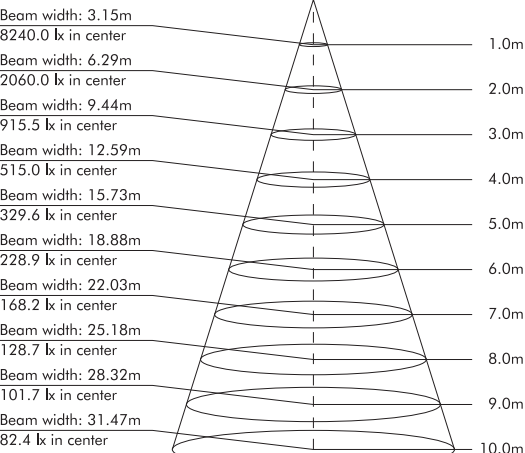 Beam width: 3.15m
8240.0 lx in center
1.0m
Beam width: 6.29m
2060.0 lx in center
2.0m
Beam width: 9.44m
915.5 lx in center
3.0m
Beam width: 12.59m
515.0 lx in center
4.0m
Beam width: 15.73m
329.6 lx in center
5.0m
Beam width: 18.88m
228.9 lx in center
6.0m
Beam width: 22.03m
168.2 lx in center
7.0m
Beam width: 25.18m
128.7 lx in center
8.0m
Beam width: 28.32m
101.7 lx in center
9.0m
Beam width: 31.47m
82.4 lx in center
10.0m